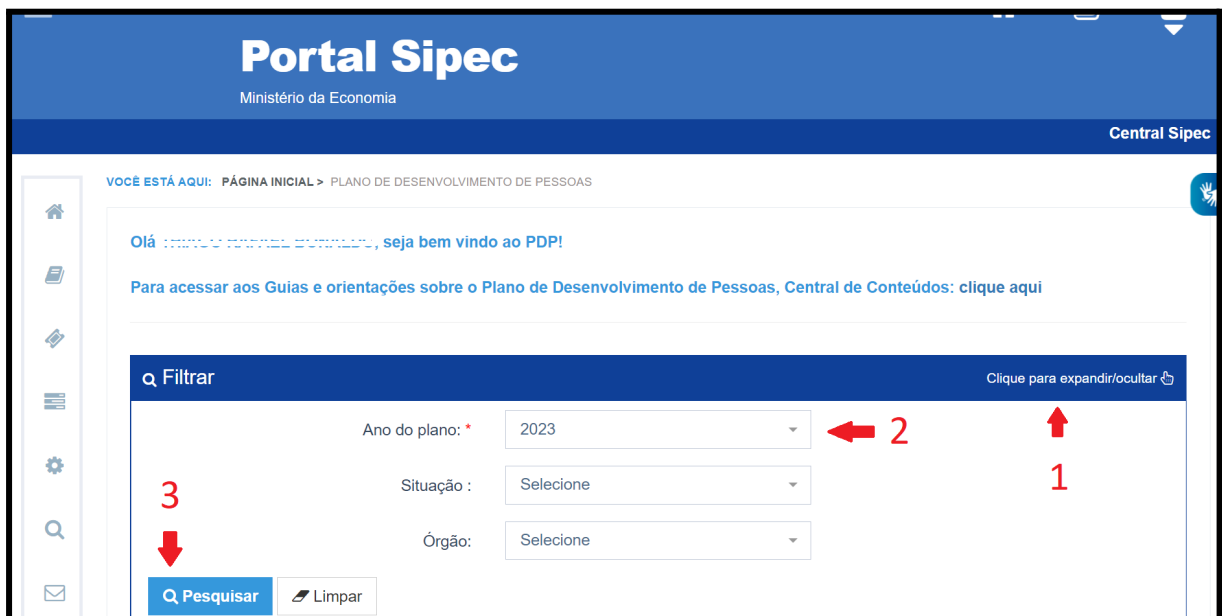 Portal Sipec
Ministério da Economia
Central Sipec
VOCÊ ESTÁ AQUI: PÁGINA INICIAL > PLANO DE DESENVOLVIMENTO DE PESSOAS
Olá , seja bem vindo ao PDP!
Para acessar aos Guias e orientações sobre o Plano de Desenvolvimento de Pessoas, Central de Conteúdos: clique aqui
Filtrar
Clique para expandir/ocultar
1
Ano do plano: * 2023
2
Situação : Selecione
Órgão: Selecione
3
Pesquisar Limpar